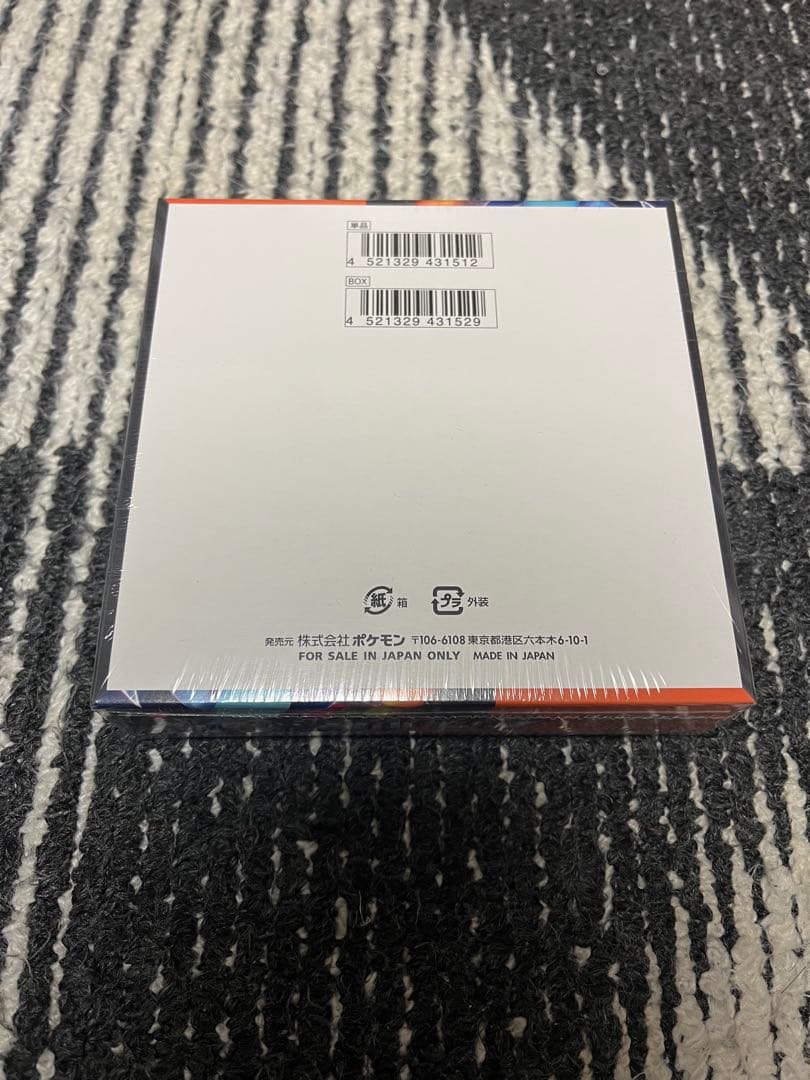 単品
4 521329 431512
BOX
4 521329 431529
紙 箱 プラ 外装
発売元 株式会社ポケモン 〒106-6108 東京都港区六本木6-10-1
FOR SALE IN JAPAN ONLY MADE IN JAPAN